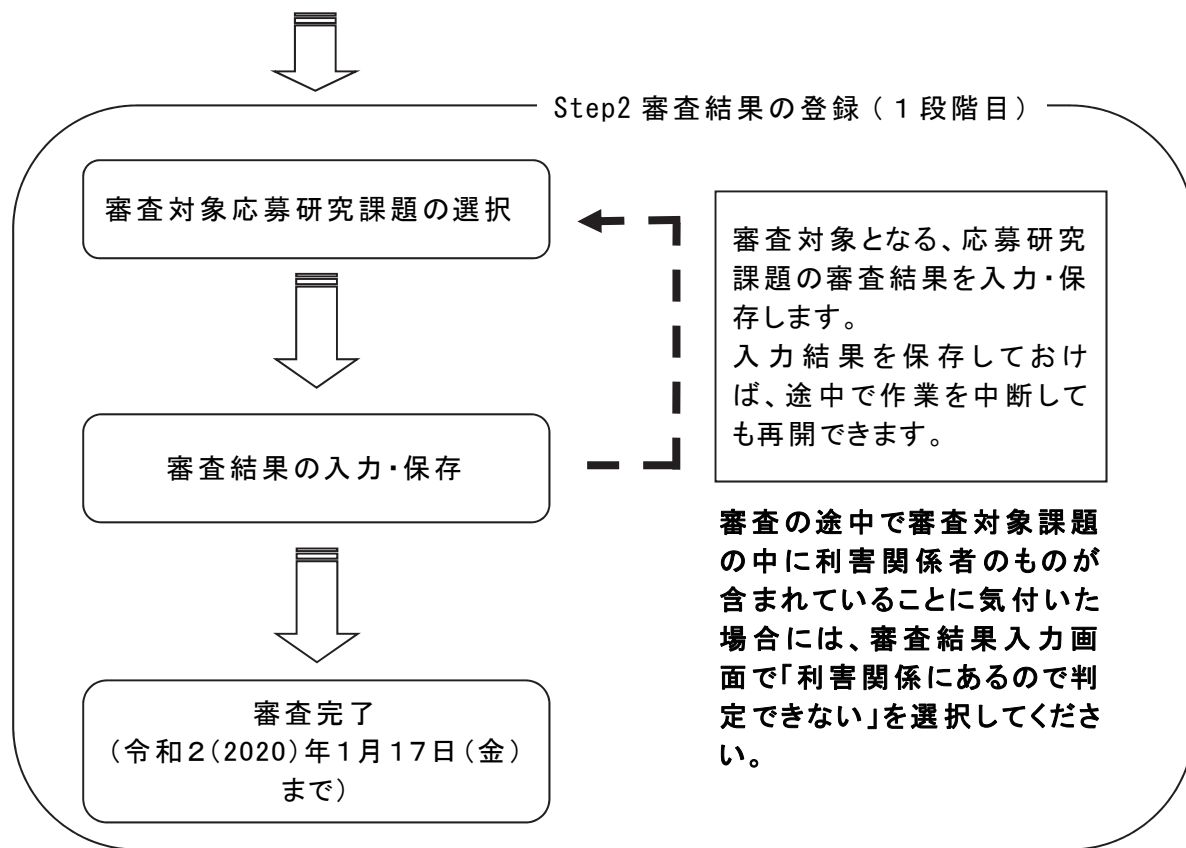 Step2 審査結果の登録（１段階目）
審査対象応募研究課題の選択
審査対象となる、応募研究
課題の審査結果を入力・保
存します。
入力結果を保存しておけ
ば、途中で作業を中断して
も再開できます。
審査結果の入力・保存
審査の途中で審査対象課題
の中に利害関係者のものが
含まれていることに気付いた
場合には、審査結果入力画
面で「利害関係にあるので判
定できない」を選択してくださ
い。
審査完了
（令和２（2020）年１月１７日（金）
まで）